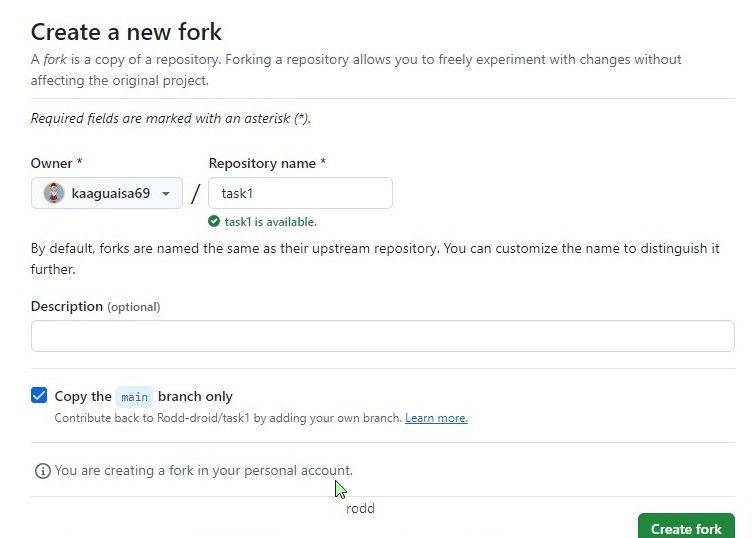 Create a new fork
A fork is a copy of a repository. Forking a repository allows you to freely experiment with changes without
affecting the original project.
Required fields are marked with an asterisk (*).
Owner * Repository name *
kaaguaisa69 / task1
task1 is available.
By default, forks are named the same as their upstream repository. You can customize the name to distinguish it
further.
Description (optional)
Copy the main branch only
Contribute back to Rodd-droid/task1 by adding your own branch. Learn more.
You are creating a fork in your personal account.
rodd
Create fork